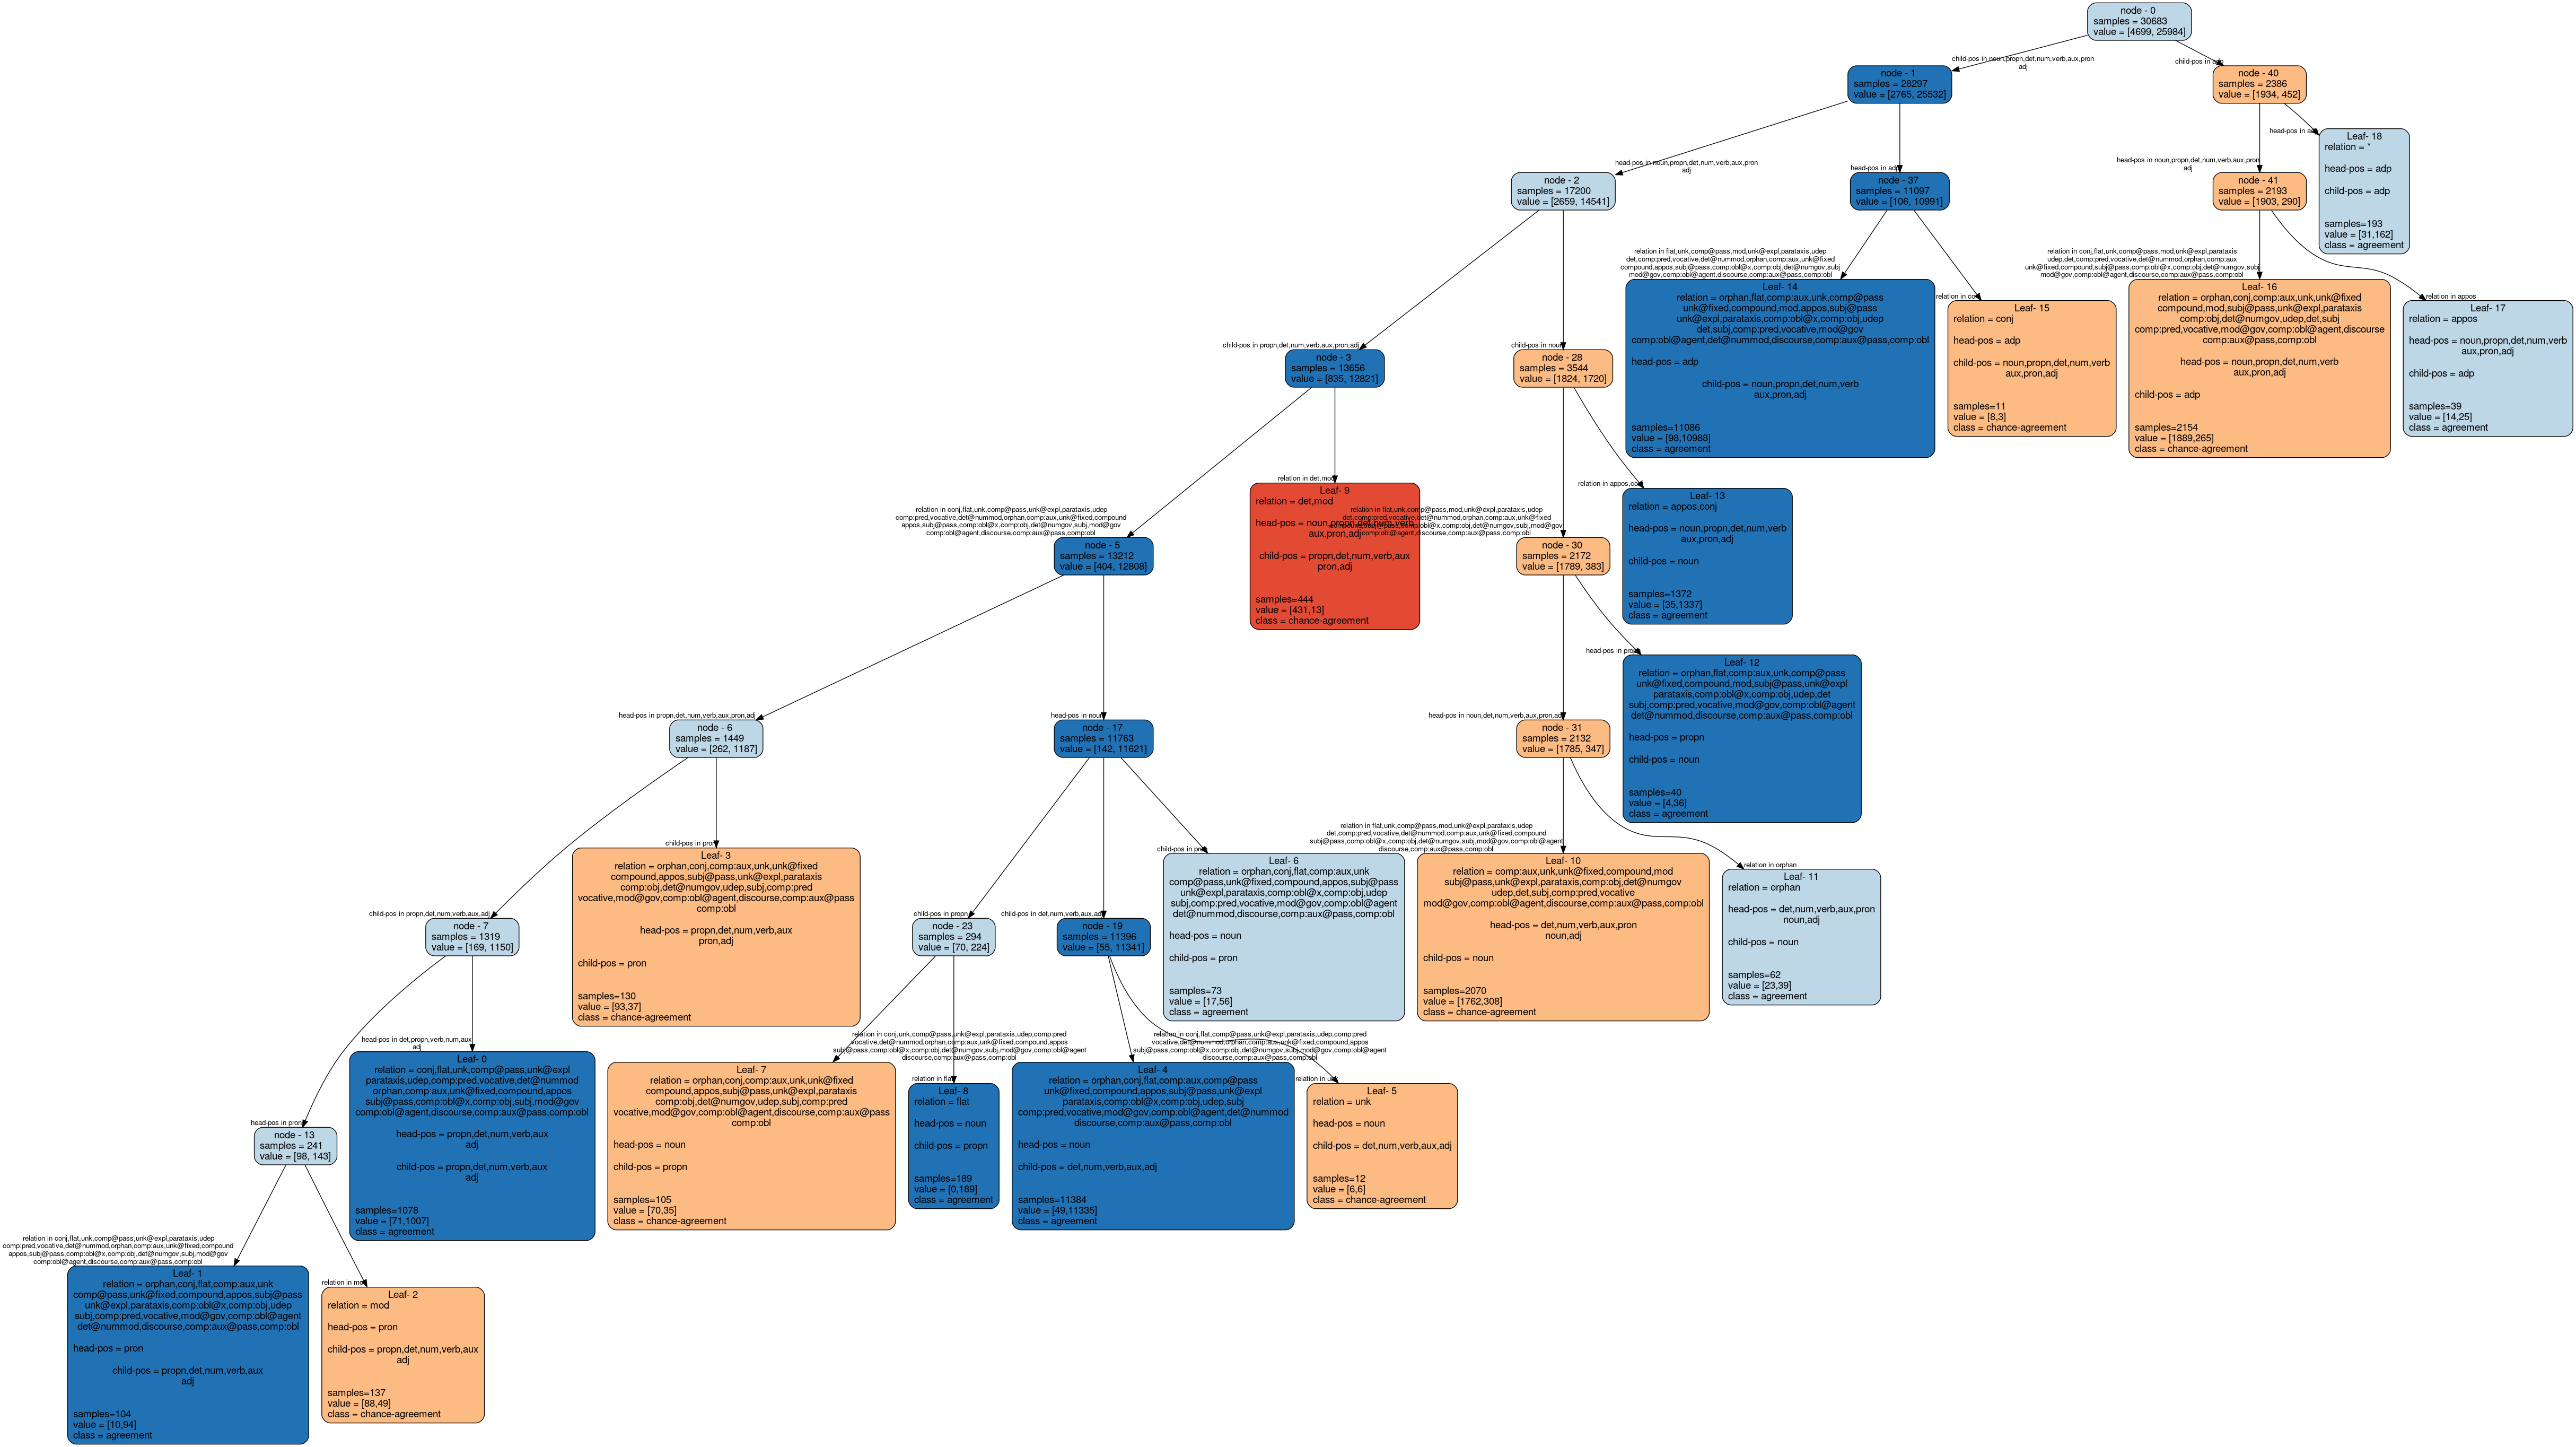 node - 0
samples = 30683
value = [4699, 25984]
child-pos in noun,propn,det,num,verb,aux,pron
adj
node - 1
samples = 28297
value = [2765, 25532]
child-pos in adp
node - 40
samples = 2386
value = [1934, 452]
head-pos in noun,propn,det,num,verb,aux,pron
adj
node - 2
samples = 17200
value = [2659, 14541]
head-pos in adp
node - 37
samples = 11097
value = [106, 10991]
head-pos in noun,propn,det,num,verb,aux,pron
adj
node - 41
samples = 2193
value = [1903, 290]
head-pos in adp
Leaf- 18
relation = *
head-pos = adp
child-pos = adp
samples=193
value = [31,162]
class = agreement
child-pos in propn,det,num,verb,aux,pron,adj
node - 3
samples = 13656
value = [835, 12821]
child-pos in noun
node - 28
samples = 3544
value = [1824, 1720]
relation in flat,unk,comp@pass,mod,unk@expl,parataxis,udep
det,comp:pred,vocative,det@nummod,orphan,comp:aux,unk@fixed
compound,appos,subj@pass,comp:obl@x,comp:obj,det@numgov,subj
mod@gov,comp:obl@agent,discourse,comp:aux@pass,comp:obl
Leaf- 14
relation = orphan,flat,comp:aux,unk,comp@pass
unk@fixed,compound,mod,appos,subj@pass
unk@expl,parataxis,comp:obl@x,comp:obj,udep
det,subj,comp:pred,vocative,mod@gov
comp:obl@agent,det@nummod,discourse,comp:aux@pass,comp:obl
head-pos = adp
child-pos = noun,propn,det,num,verb
aux,pron,adj
samples=11086
value = [98,10988]
class = agreement
relation in conj
Leaf- 15
relation = conj
head-pos = adp
child-pos = noun,propn,det,num,verb
aux,pron,adj
samples=11
value = [8,3]
class = chance-agreement
relation in conj,flat,unk,comp@pass,mod,unk@expl,parataxis
udep,det,comp:pred,vocative,det@nummod,orphan,comp:aux
unk@fixed,compound,subj@pass,comp:obl@x,comp:obj,det@numgov,subj
mod@gov,comp:obl@agent,discourse,comp:aux@pass,comp:obl
Leaf- 16
relation = orphan,conj,comp:aux,unk,unk@fixed
compound,mod,subj@pass,unk@expl,parataxis
comp:obj,det@numgov,udep,det,subj
comp:pred,vocative,mod@gov,comp:obl@agent,discourse
comp:aux@pass,comp:obl
head-pos = noun,propn,det,num,verb
aux,pron,adj
child-pos = adp
samples=2154
value = [1889,265]
class = chance-agreement
relation in appos
Leaf- 17
relation = appos
head-pos = noun,propn,det,num,verb
aux,pron,adj
child-pos = adp
samples=39
value = [14,25]
class = agreement
relation in conj,flat,unk,comp@pass,unk@expl,parataxis,udep
comp:pred,vocative,det@nummod,orphan,comp:aux,unk@fixed,compound
appos,subj@pass,comp:obl@x,comp:obj,det@numgov,subj,mod@gov
comp:obl@agent,discourse,comp:aux@pass,comp:obl
node - 5
samples = 13212
value = [404, 12808]
relation in det,mod
Leaf- 9
relation = det,mod
head-pos = noun,propn,det,num,verb
aux,pron,adj
child-pos = propn,det,num,verb,aux
pron,adj
samples=444
value = [431,13]
class = chance-agreement
relation in flat,unk,comp@pass,mod,unk@expl,parataxis,udep
det,comp:pred,vocative,det@nummod,orphan,comp:aux,unk@fixed
compound,subj@pass,comp:obl@x,comp:obj,det@numgov,subj,mod@gov
comp:obl@agent,discourse,comp:aux@pass,comp:obl
node - 30
samples = 2172
value = [1789, 383]
relation in appos,conj
Leaf- 13
relation = appos,conj
head-pos = noun,propn,det,num,verb
aux,pron,adj
child-pos = noun
samples=1372
value = [35,1337]
class = agreement
head-pos in propn,det,num,verb,aux,pron,adj
node - 6
samples = 1449
value = [262, 1187]
head-pos in noun
node - 17
samples = 11763
value = [142, 11621]
head-pos in noun,det,num,verb,aux,pron,adj
node - 31
samples = 2132
value = [1785, 347]
head-pos in propn
Leaf- 12
relation = orphan,flat,comp:aux,unk,comp@pass
unk@fixed,compound,mod,subj@pass,unk@expl
parataxis,comp:obl@x,comp:obj,udep,det
subj,comp:pred,vocative,mod@gov,comp:obl@agent
det@nummod,discourse,comp:aux@pass,comp:obl
head-pos = propn
child-pos = noun
samples=40
value = [4,36]
class = agreement
child-pos in propn,det,num,verb,aux,adj
node - 7
samples = 1319
value = [169, 1150]
child-pos in pron
Leaf- 3
relation = orphan,conj,comp:aux,unk,unk@fixed
compound,appos,subj@pass,unk@expl,parataxis
comp:obj,det@numgov,udep,subj,comp:pred
vocative,mod@gov,comp:obl@agent,discourse,comp:aux@pass
comp:obl
head-pos = propn,det,num,verb,aux
pron,adj
child-pos = pron
samples=130
value = [93,37]
class = chance-agreement
child-pos in propn
node - 23
samples = 294
value = [70, 224]
child-pos in det,num,verb,aux,adj
node - 19
samples = 11396
value = [55, 11341]
child-pos in pron
Leaf- 6
relation = orphan,conj,flat,comp:aux,unk
comp@pass,unk@fixed,compound,appos,subj@pass
unk@expl,parataxis,comp:obl@x,comp:obj,udep
subj,comp:pred,vocative,mod@gov,comp:obl@agent
det@nummod,discourse,comp:aux@pass,comp:obl
head-pos = noun
child-pos = pron
samples=73
value = [17,56]
class = agreement
relation in flat,unk,comp@pass,mod,unk@expl,parataxis,udep
det,comp:pred,vocative,det@nummod,comp:aux,unk@fixed,compound
subj@pass,comp:obl@x,comp:obj,det@numgov,subj,mod@gov,comp:obl@agent
discourse,comp:aux@pass,comp:obl
Leaf- 10
relation = comp:aux,unk,unk@fixed,compound,mod
subj@pass,unk@expl,parataxis,comp:obj,det@numgov
udep,det,subj,comp:pred,vocative
mod@gov,comp:obl@agent,discourse,comp:aux@pass,comp:obl
head-pos = det,num,verb,aux,pron
noun,adj
child-pos = noun
samples=2070
value = [1762,308]
class = chance-agreement
relation in orphan
Leaf- 11
relation = orphan
head-pos = det,num,verb,aux,pron
noun,adj
child-pos = noun
samples=62
value = [23,39]
class = agreement
head-pos in pron
node - 13
samples = 241
value = [98, 143]
head-pos in det,propn,verb,num,aux
adj
Leaf- 0
relation = conj,flat,unk,comp@pass,unk@expl
parataxis,udep,comp:pred,vocative,det@nummod
orphan,comp:aux,unk@fixed,compound,appos
subj@pass,comp:obl@x,comp:obj,subj,mod@gov
comp:obl@agent,discourse,comp:aux@pass,comp:obl
head-pos = propn,det,num,verb,aux
adj
child-pos = propn,det,num,verb,aux
adj
samples=1078
value = [71,1007]
class = agreement
relation in conj,unk,comp@pass,unk@expl,parataxis,udep,comp:pred
vocative,det@nummod,orphan,comp:aux,unk@fixed,compound,appos
subj@pass,comp:obl@x,comp:obj,det@numgov,subj,mod@gov,comp:obl@agent
discourse,comp:aux@pass,comp:obl
Leaf- 7
relation = orphan,conj,comp:aux,unk,unk@fixed
compound,appos,subj@pass,unk@expl,parataxis
comp:obj,det@numgov,udep,subj,comp:pred
vocative,mod@gov,comp:obl@agent,discourse,comp:aux@pass
comp:obl
head-pos = noun
child-pos = propn
samples=105
value = [70,35]
class = chance-agreement
relation in flat
Leaf- 8
relation = flat
head-pos = noun
child-pos = propn
samples=189
value = [0,189]
class = agreement
relation in conj,flat,comp@pass,unk@expl,parataxis,udep,comp:pred
vocative,det@nummod,orphan,comp:aux,unk@fixed,compound,appos
subj@pass,comp:obl@x,comp:obj,det@numgov,subj,mod@gov,comp:obl@agent
discourse,comp:aux@pass,comp:obl
Leaf- 4
relation = orphan,conj,flat,comp:aux,comp@pass
unk@fixed,compound,appos,subj@pass,unk@expl
parataxis,comp:obl@x,comp:obj,udep,subj
comp:pred,vocative,mod@gov,comp:obl@agent,det@nummod
discourse,comp:aux@pass,comp:obl
head-pos = noun
child-pos = det,num,verb,aux,adj
samples=11384
value = [49,11335]
class = agreement
relation in unk
Leaf- 5
relation = unk
head-pos = noun
child-pos = det,num,verb,aux,adj
samples=12
value = [6,6]
class = chance-agreement
relation in conj,flat,unk,comp@pass,unk@expl,parataxis,udep
comp:pred,vocative,det@nummod,orphan,comp:aux,unk@fixed,compound
appos,subj@pass,comp:obl@x,comp:obj,det@numgov,subj,mod@gov
comp:obl@agent,discourse,comp:aux@pass,comp:obl
Leaf- 1
relation = orphan,conj,flat,comp:aux,unk
comp@pass,unk@fixed,compound,appos,subj@pass
unk@expl,parataxis,comp:obl@x,comp:obj,udep
subj,comp:pred,vocative,mod@gov,comp:obl@agent
det@nummod,discourse,comp:aux@pass,comp:obl
head-pos = pron
child-pos = propn,det,num,verb,aux
adj
samples=104
value = [10,94]
class = agreement
relation in mod
Leaf- 2
relation = mod
head-pos = pron
child-pos = propn,det,num,verb,aux
adj
samples=137
value = [88,49]
class = chance-agreement